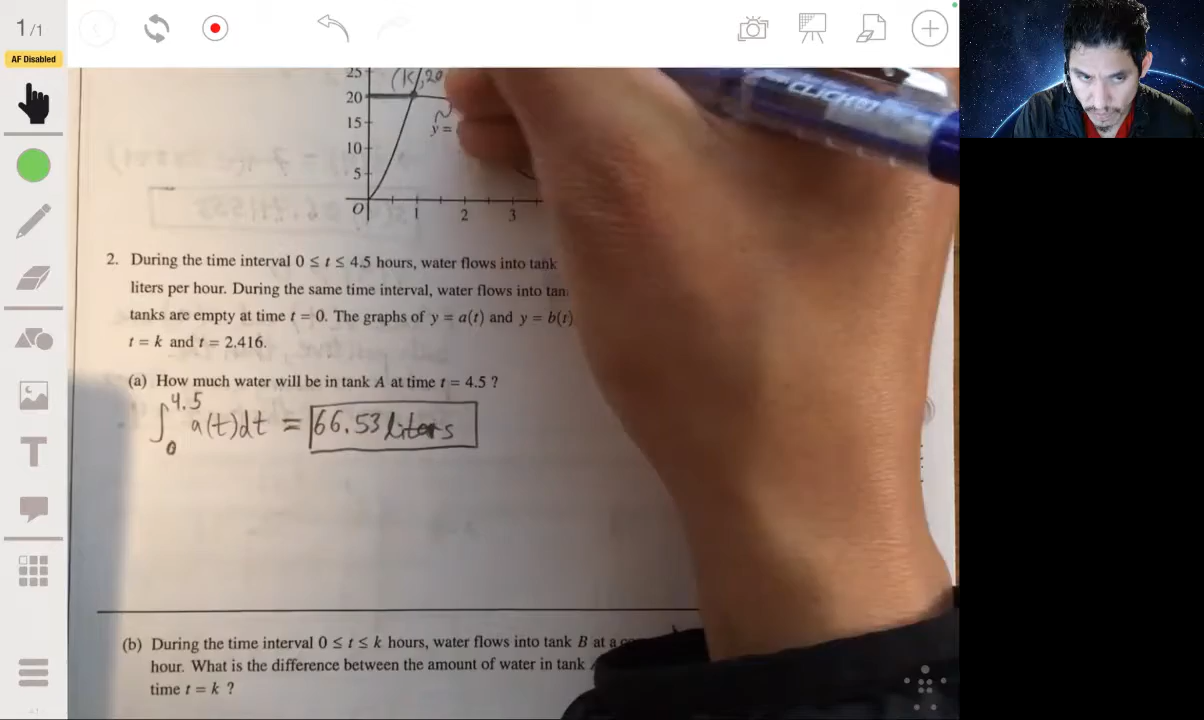 1/1
AF Disabled
25
(k, 20
20
15
y =
10
5
O
1
2
3
2. During the time interval 0 ≤ t ≤ 4.5 hours, water flows into tank
liters per hour. During the same time interval, water flows into tan
tanks are empty at time t = 0. The graphs of y = a(t) and y = b(t)
t = k and t = 2.416.
(a) How much water will be in tank A at time t = 4.5 ?
∫₀^4.5 a(t)dt = 66.53 liters
(b) During the time interval 0 ≤ t ≤ k hours, water flows into tank B at a
hour. What is the difference between the amount of water in tank
time t = k ?
T